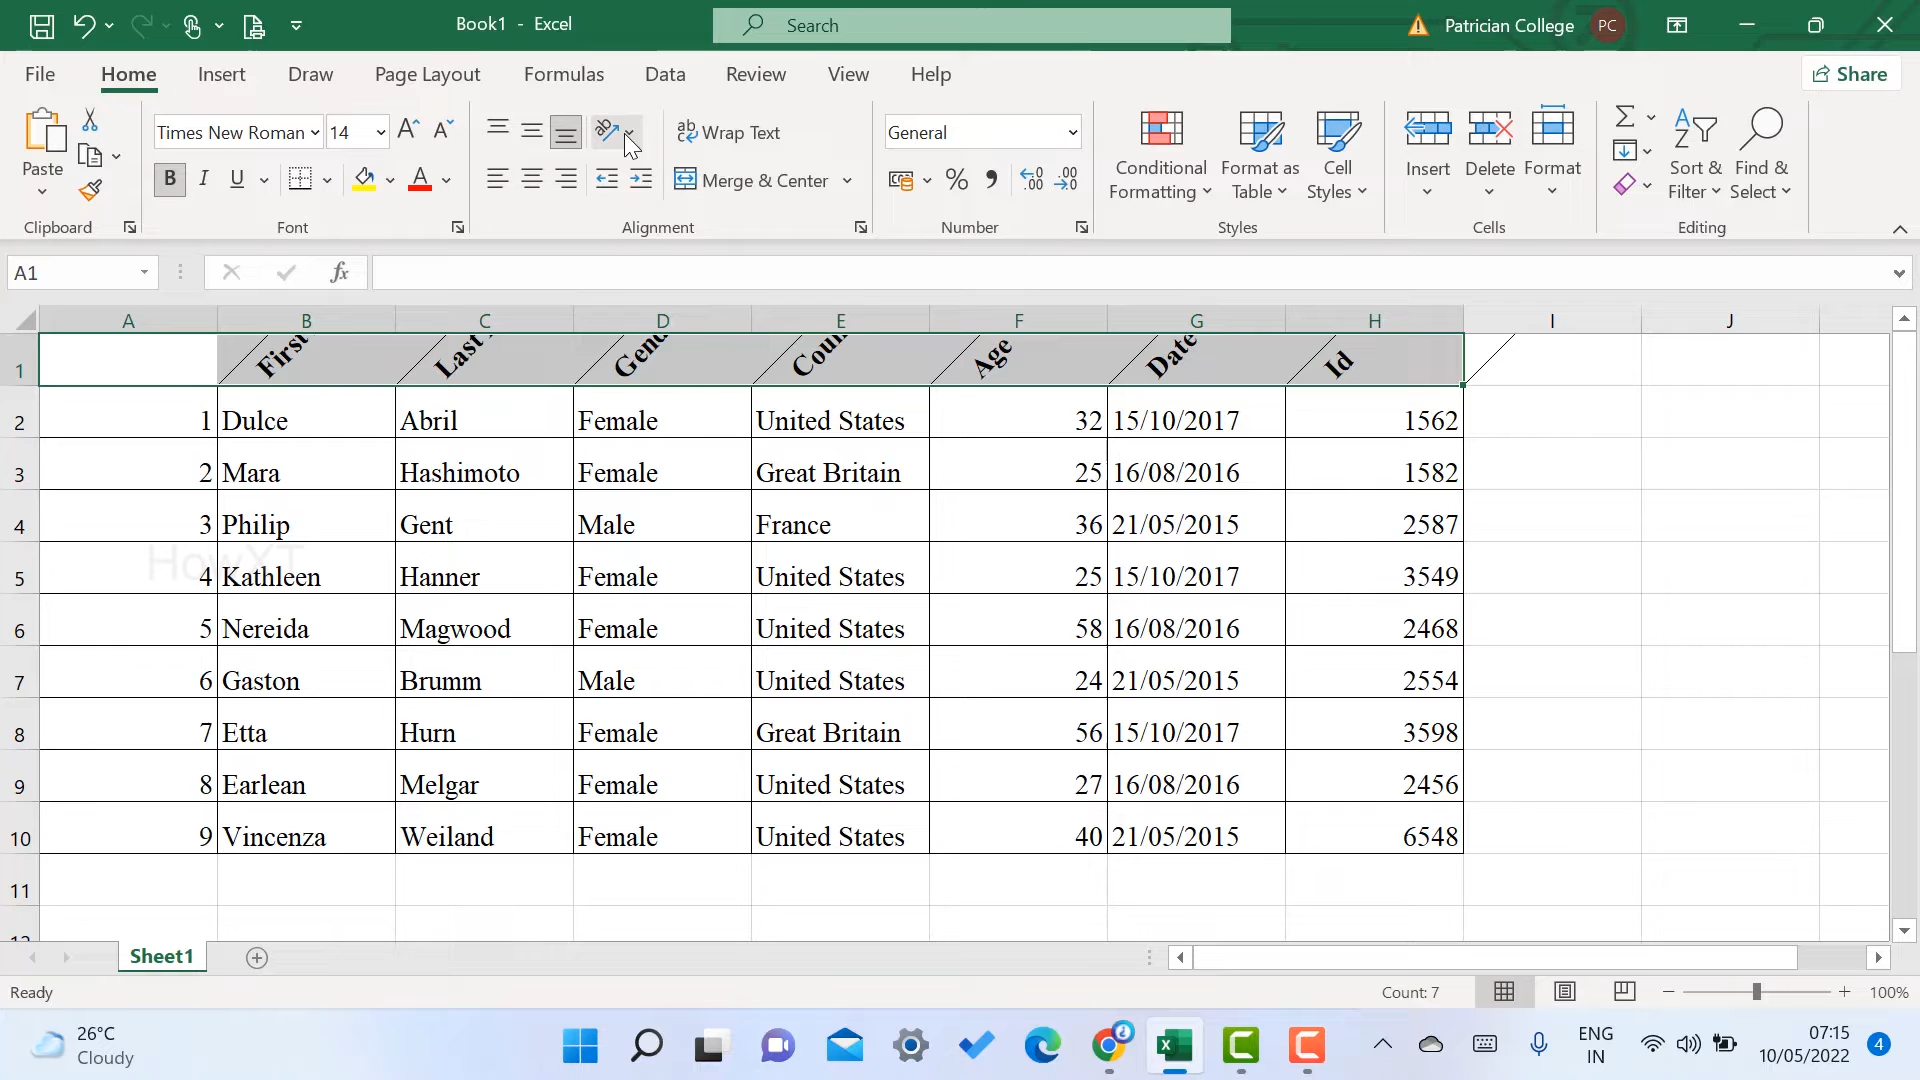 Book1 - Excel
Search
Patrician College
PC
File
Home
Insert
Draw
Page Layout
Formulas
Data
Review
View
Help
Share
Paste
Times New Roman
14
Wrap Text
Merge & Center
General
Conditional Formatting
Format as Table
Cell Styles
Insert
Delete
Format
Sort & Filter
Find & Select
Clipboard
Font
Alignment
Number
Styles
Cells
Editing
A1
fx
A B C D E F G H I J
1 First Last Age Date Id
2 1 Dulce Abril Female United States 32 15/10/2017 1562
3 2 Mara Hashimoto Female Great Britain 25 16/08/2016 1582
4 3 Philip Gent Male France 36 21/05/2015 2587
HowXT
5 4 Kathleen Hanner Female United States 25 15/10/2017 3549
6 5 Nereida Magwood Female United States 58 16/08/2016 2468
7 6 Gaston Brumm Male United States 24 21/05/2015 2554
8 7 Etta Hurn Female Great Britain 56 15/10/2017 3598
9 8 Earlean Melgar Female United States 27 16/08/2016 2456
10 9 Vincenza Weiland Female United States 40 21/05/2015 6548
11
Sheet1
Ready
Count: 7
100%
26°C
Cloudy
ENG
IN
07:15
10/05/2022
4